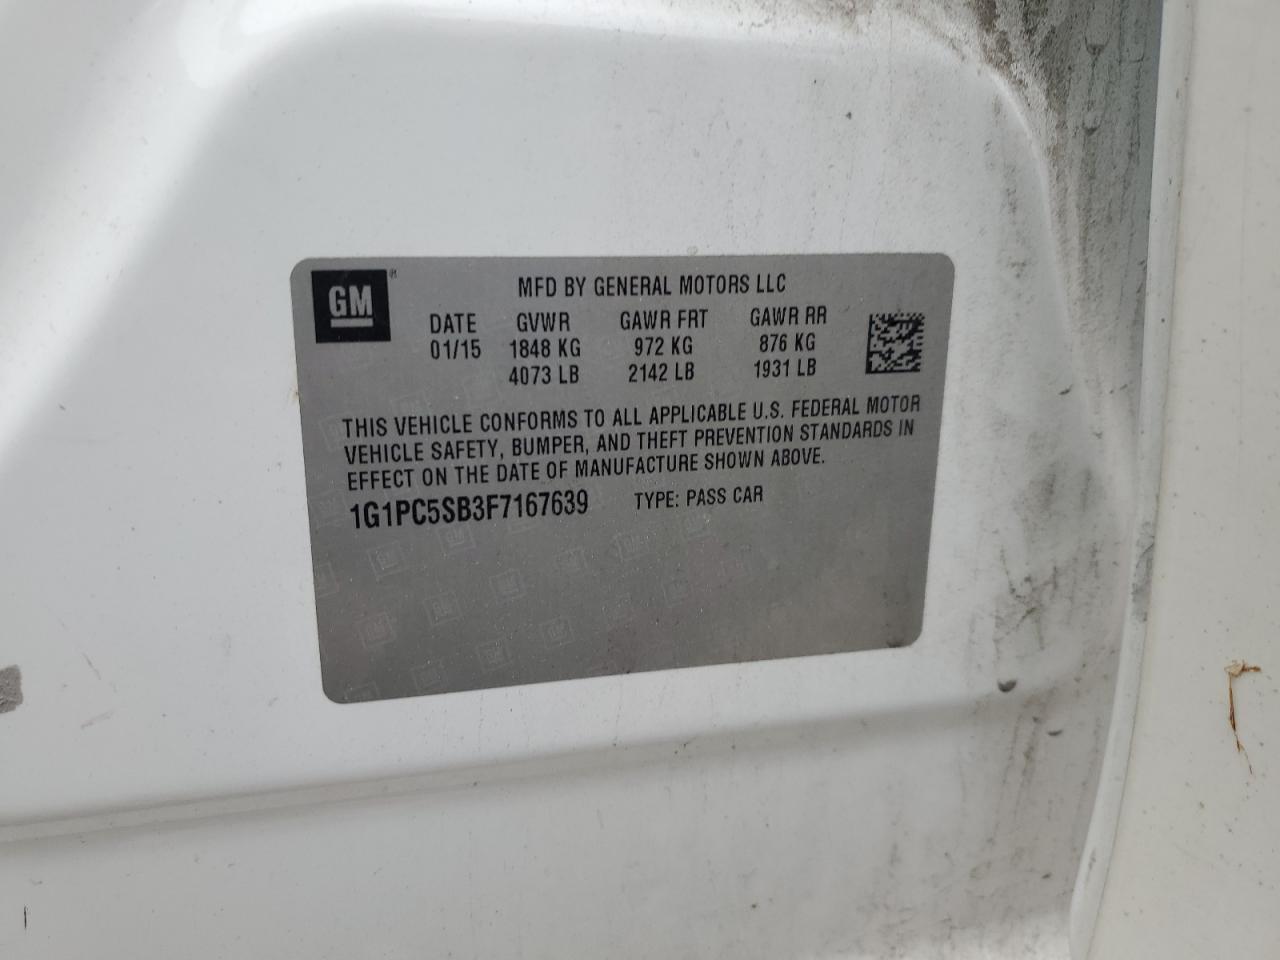 GM®
MFD BY GENERAL MOTORS LLC
DATE GVWR GAWR FRT GAWR RR
01/15 1848 KG 972 KG 876 KG
4073 LB 2142 LB 1931 LB
THIS VEHICLE CONFORMS TO ALL APPLICABLE U.S. FEDERAL MOTOR
VEHICLE SAFETY, BUMPER, AND THEFT PREVENTION STANDARDS IN
EFFECT ON THE DATE OF MANUFACTURE SHOWN ABOVE.
1G1PC5SB3F7167639 TYPE: PASS CAR